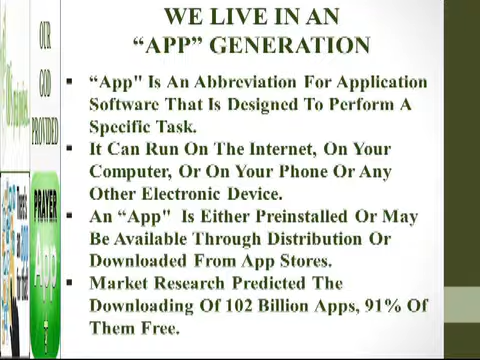 WE LIVE IN AN
“APP” GENERATION
“App" Is An Abbreviation For Application
Software That Is Designed To Perform A
Specific Task.
It Can Run On The Internet, On Your
Computer, Or On Your Phone Or Any
Other Electronic Device.
An “App" Is Either Preinstalled Or May
Be Available Through Distribution Or
Downloaded From App Stores.
Market Research Predicted The
Downloading Of 102 Billion Apps, 91% Of
Them Free.
OUR
GOD
PROVIDED
PRAYER
App